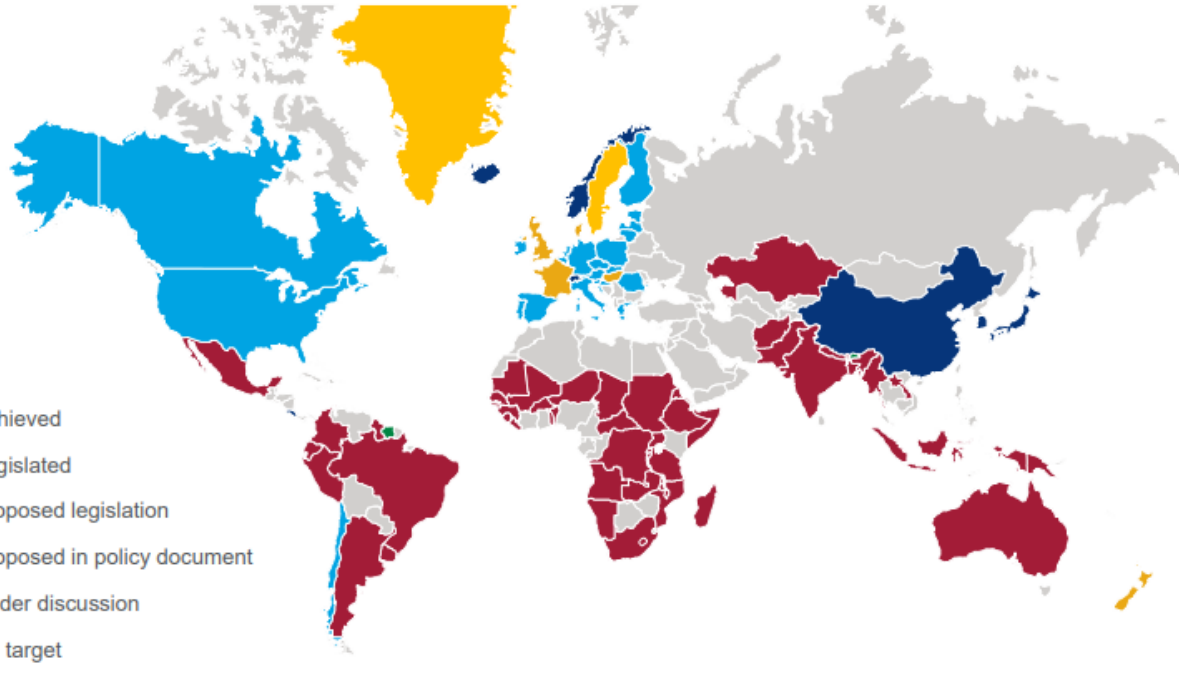 hieved
gislated
oposed legislation
oposed in policy document
der discussion
target